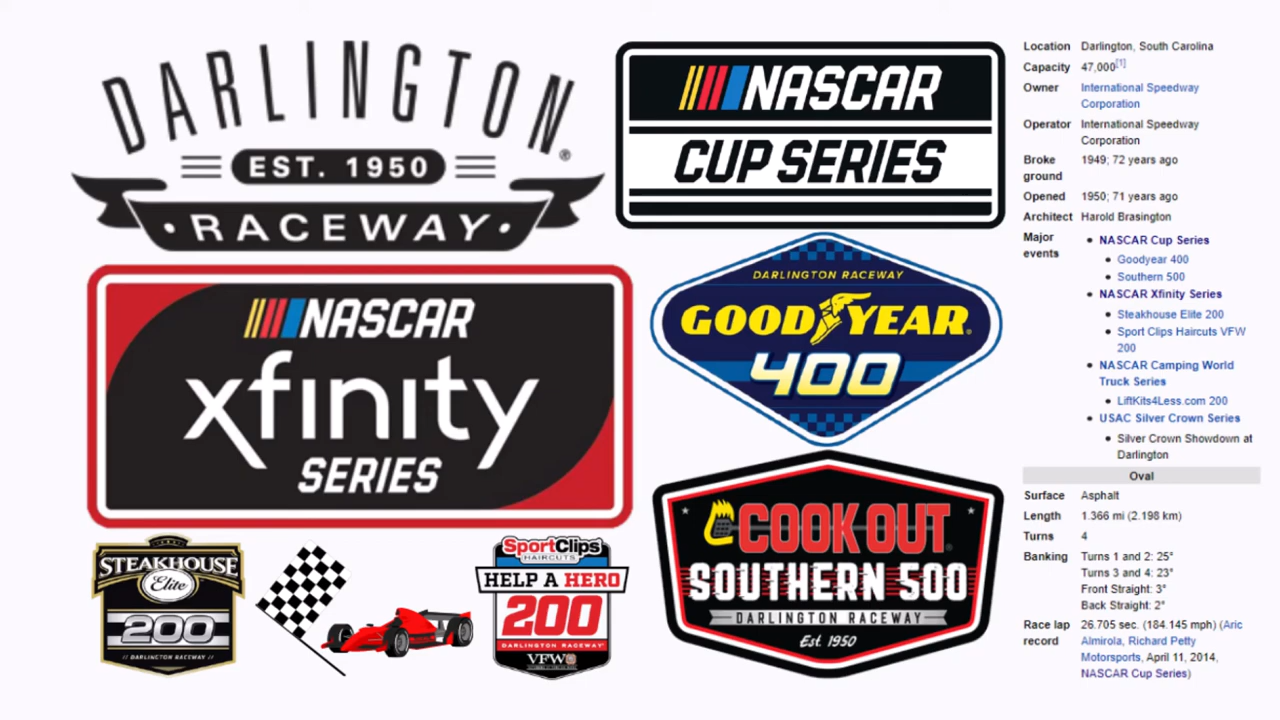 DARLINGTON®
EST. 1950
RACEWAY
NASCAR
CUP SERIES
NASCAR
xfinity
SERIES
DARLINGTON RACEWAY
GOOD YEAR
400
STEAKHOUSE
Elite
200
// DARLINGTON RACEWAY //
SportClips
HAIRCUTS
HELP A HERO
200
DARLINGTON RACEWAY
VFW
COOK OUT
SOUTHERN 500
DARLINGTON RACEWAY
Est. 1950
Location Darlington, South Carolina
Capacity 47,000[1]
Owner International Speedway
Corporation
Operator International Speedway
Corporation
Broke 1949; 72 years ago
ground
Opened 1950; 71 years ago
Architect Harold Brasington
Major • NASCAR Cup Series
events • Goodyear 400
• Southern 500
• NASCAR Xfinity Series
• Steakhouse Elite 200
• Sport Clips Haircuts VFW
200
• NASCAR Camping World
Truck Series
• LiftKits4Less.com 200
• USAC Silver Crown Series
• Silver Crown Showdown at
Darlington
Oval
Surface Asphalt
Length 1.366 mi (2.198 km)
Turns 4
Banking Turns 1 and 2: 25°
Turns 3 and 4: 23°
Front Straight: 3°
Back Straight: 2°
Race lap 26.705 sec. (184.145 mph) (Aric
record Almirola, Richard Petty
Motorsports, April 11, 2014,
NASCAR Cup Series)